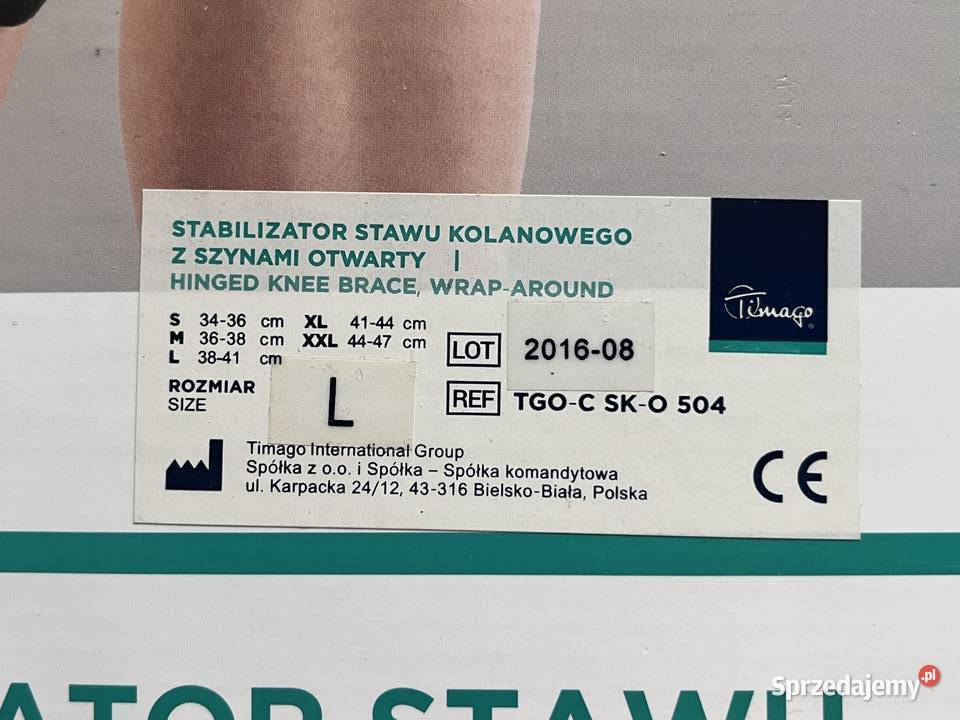 STABILIZATOR STAWU KOLANOWEGO
Z SZYNAMI OTWARTY |
HINGED KNEE BRACE, WRAP-AROUND
S 34-36 cm XL 41-44 cm
M 36-38 cm XXL 44-47 cm
L 38-41 cm
ROZMIAR
SIZE
L
LOT 2016-08
REF TGO-C SK-O 504
Timago®
Timago International Group
Spółka z o.o. i Spółka – Spółka komandytowa
ul. Karpacka 24/12, 43-316 Bielsko-Biała, Polska
CE
ATOR STAWU
Sprzedajemy.pl